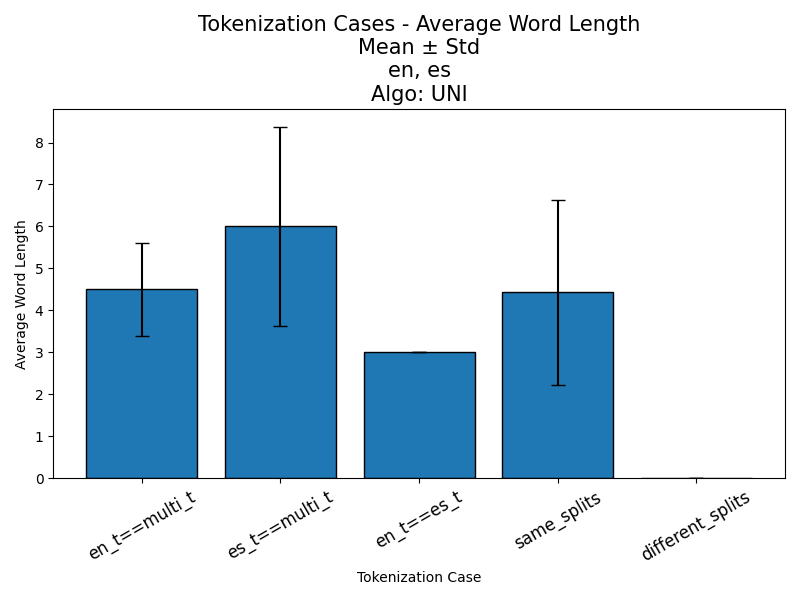 Tokenization Cases - Average Word Length
Mean ± Std
en, es
Algo: UNI
Average Word Length
8
7
6
5
4
3
2
1
0
en_t==multi_t
es_t==multi_t
en_t==es_t
same_splits
different_splits
Tokenization Case